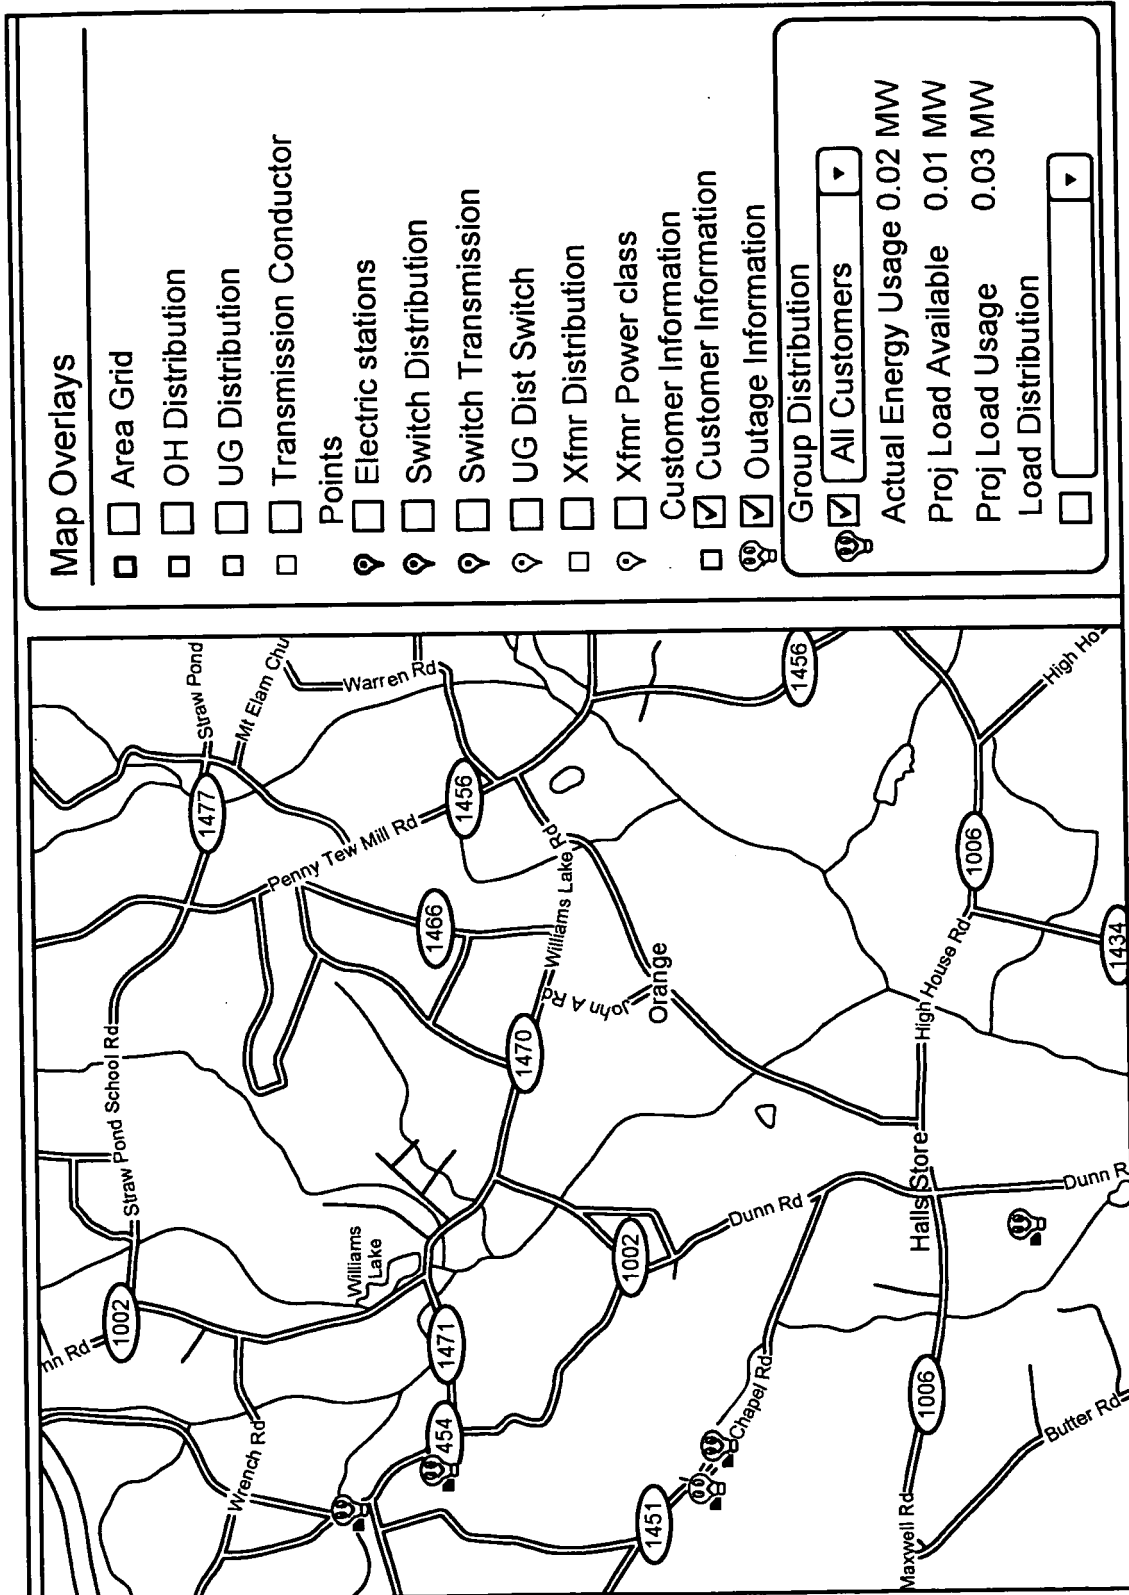 Map Overlays
Area Grid
OH Distribution
UG Distribution
Transmission Conductor
Points
Electric stations
Switch Distribution
Switch Transmission
UG Dist Switch
Xfmr Distribution
Xfmr Power class
Customer Information
Customer Information
Outage Information
Group Distribution
All Customers
Actual Energy Usage 0.02 MW
Proj Load Available 0.01 MW
Proj Load Usage 0.03 MW
Load Distribution
nn Rd
1002
Straw Pond School Rd
Straw Pond School Rd
1477
Straw Pond
Mt Elam Chu
Warren Rd
Wrench Rd
Williams
Lake
Penny Tew Mill Rd
1456
1466
1471
454
1470
Williams Lake Rd
John A Rd
Orange
1002
1451
Dunn Rd
Chapel Rd
1456
Halls Store
High House Rd
1006
High Ho
Maxwell Rd
1006
Butter Rd
Dunn R
1434